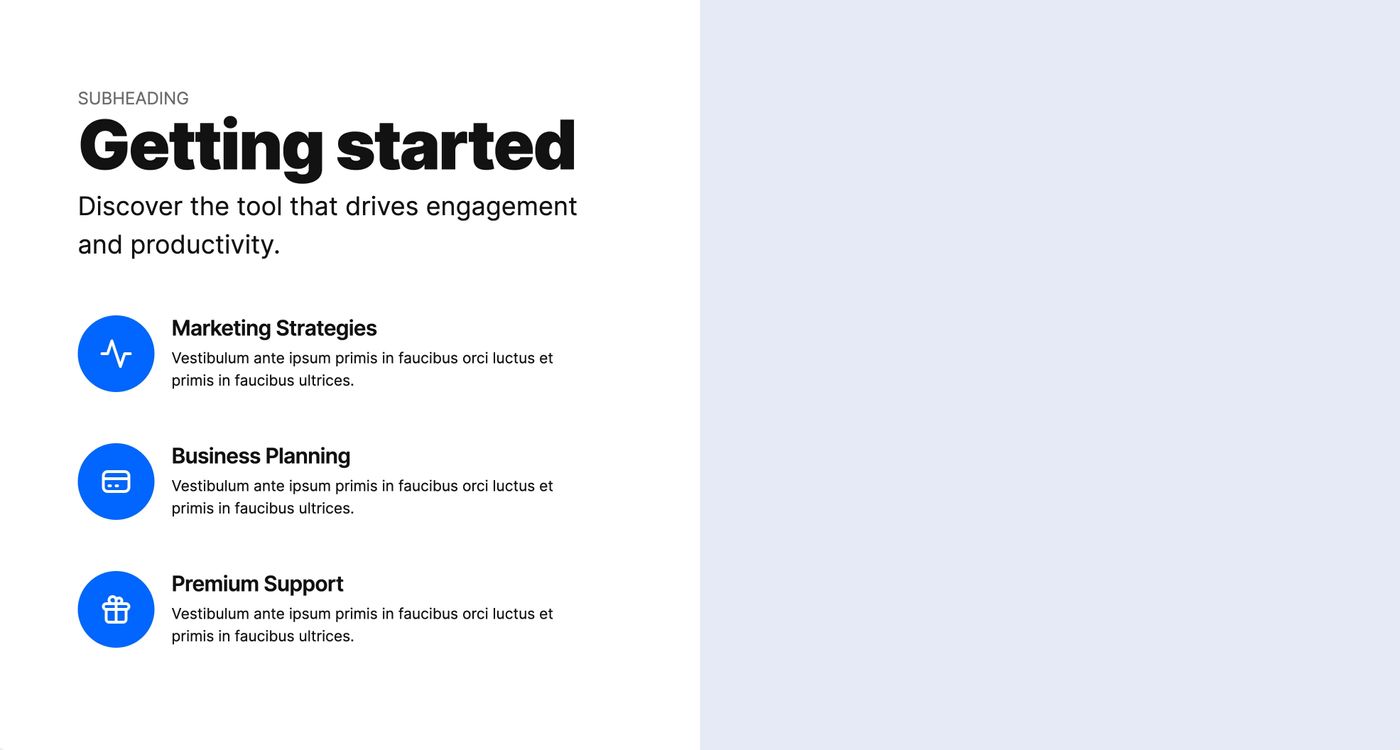 SUBHEADING
Getting started
Discover the tool that drives engagement
and productivity.
Marketing Strategies
Vestibulum ante ipsum primis in faucibus orci luctus et
primis in faucibus ultrices.
Business Planning
Vestibulum ante ipsum primis in faucibus orci luctus et
primis in faucibus ultrices.
Premium Support
Vestibulum ante ipsum primis in faucibus orci luctus et
primis in faucibus ultrices.